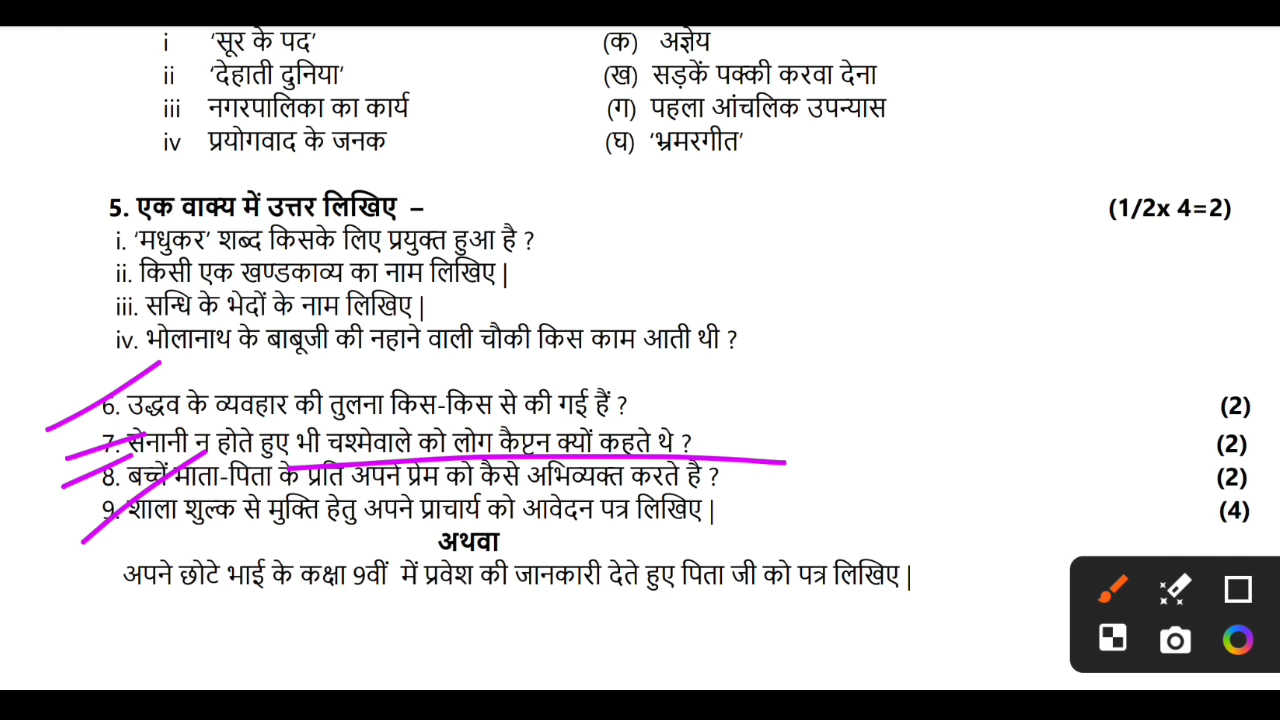 i ‘सूर के पद’ (क) अज्ञेय
ii ‘देहाती दुनिया’ (ख) सड़कें पक्की करवा देना
iii नगरपालिका का कार्य (ग) पहला आंचलिक उपन्यास
iv प्रयोगवाद के जनक (घ) ‘भ्रमरगीत’
5. एक वाक्य में उत्तर लिखिए – (1/2x 4=2)
i. ‘मधुकर’ शब्द किसके लिए प्रयुक्त हुआ है ?
ii. किसी एक खण्डकाव्य का नाम लिखिए |
iii. सन्धि के भेदों के नाम लिखिए |
iv. भोलानाथ के बाबूजी की नहाने वाली चौकी किस काम आती थी ?
6. उद्धव के व्यवहार की तुलना किस-किस से की गई हैं ? (2)
7. सेनानी न होते हुए भी चश्मेवाले को लोग कैप्टन क्यों कहते थे ? (2)
8. बच्चें माता-पिता के प्रति अपने प्रेम को कैसे अभिव्यक्त करते है ? (2)
9. शाला शुल्क से मुक्ति हेतु अपने प्राचार्य को आवेदन पत्र लिखिए | (4)
अथवा
अपने छोटे भाई के कक्षा 9वीं में प्रवेश की जानकारी देते हुए पिता जी को पत्र लिखिए |